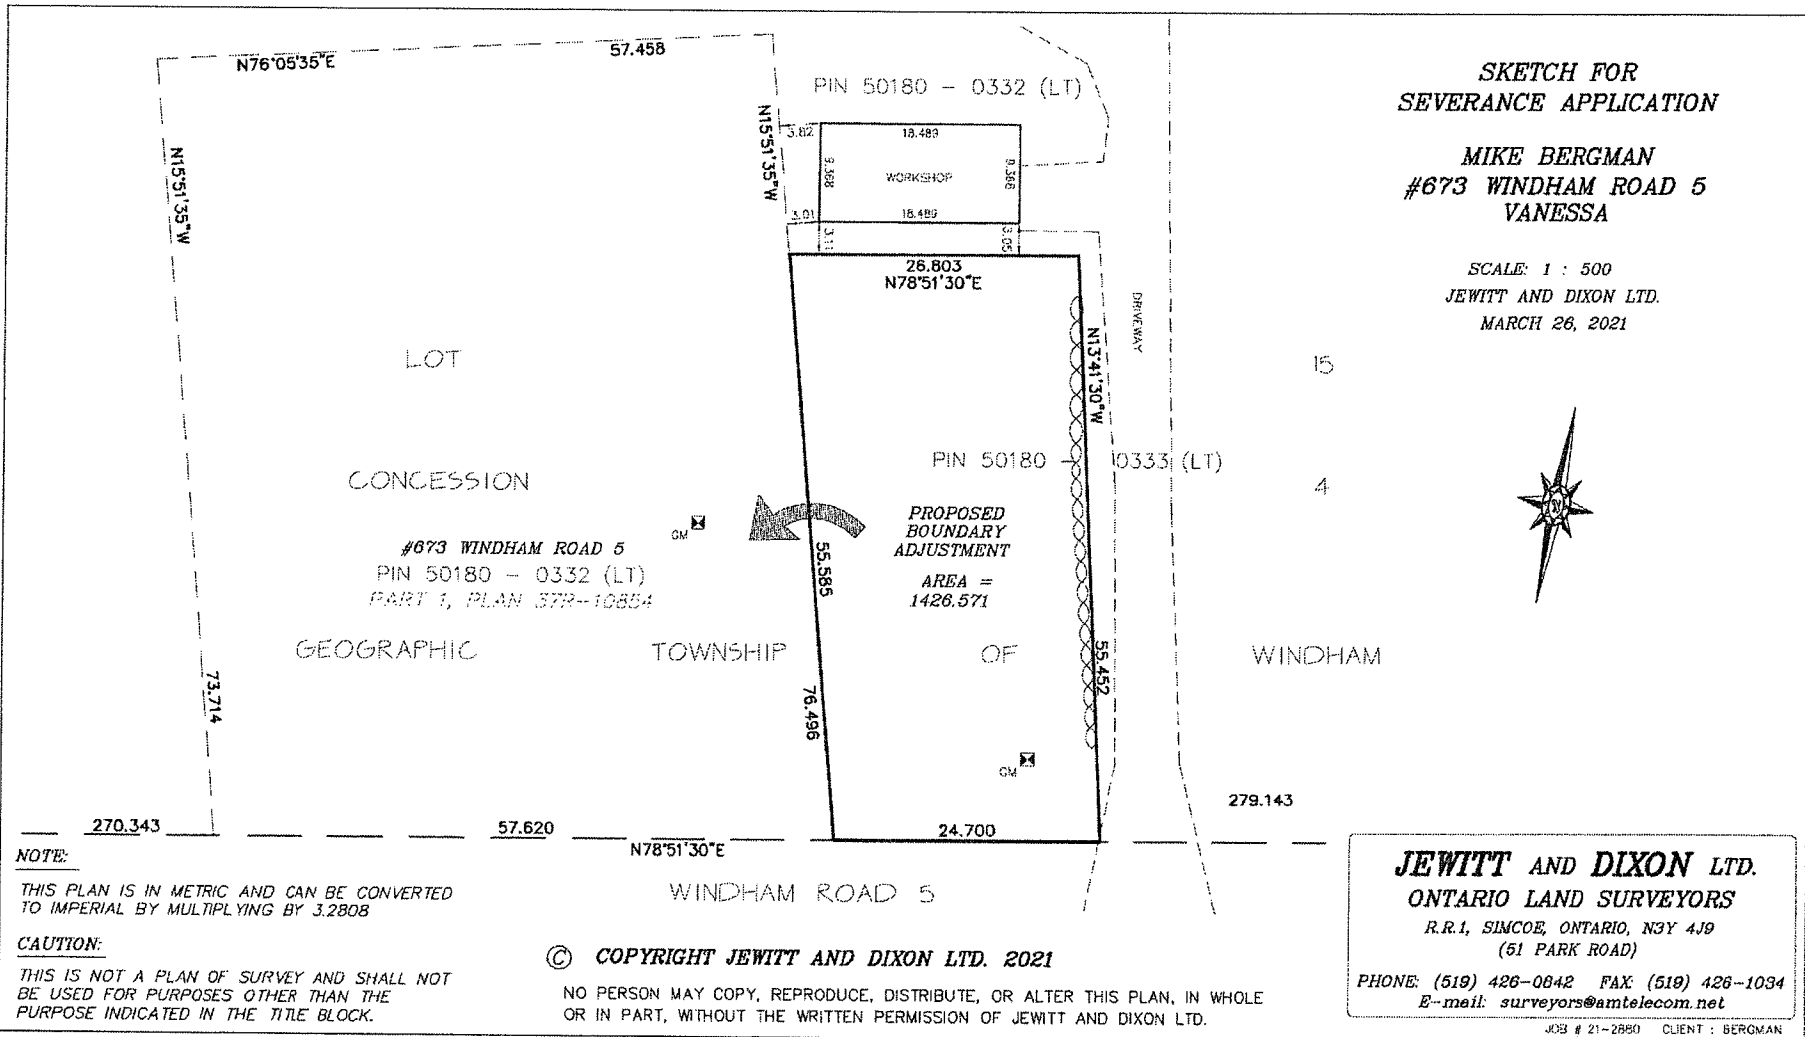 N76°05'35"E
57.458
PIN 50180 - 0332 (LT)
N15°51'35"W
N15°51'35"W
3.82
18.489
9.368
WORKSHOP
9.366
3.01
18.489
3.11
3.05
26.803
N78°51'30"E
DRIVEWAY
N13°41'30"W
SKETCH FOR
SEVERANCE APPLICATION
MIKE BERGMAN
#673 WINDHAM ROAD 5
VANESSA
SCALE: 1 : 500
JEWITT AND DIXON LTD.
MARCH 26, 2021
LOT 15
PIN 50180 - 0333 (LT)
CONCESSION 4
GM
PROPOSED
BOUNDARY
ADJUSTMENT
AREA =
1426.571
#673 WINDHAM ROAD 5
PIN 50180 - 0332 (LT)
PART 1, PLAN 37R-10854
55.585
GEOGRAPHIC TOWNSHIP OF WINDHAM
73.714
76.496
55.452
GM
279.143
270.343
57.620
24.700
N78°51'30"E
WINDHAM ROAD 5
NOTE:
THIS PLAN IS IN METRIC AND CAN BE CONVERTED
TO IMPERIAL BY MULTIPLYING BY 3.2808
CAUTION:
THIS IS NOT A PLAN OF SURVEY AND SHALL NOT
BE USED FOR PURPOSES OTHER THAN THE
PURPOSE INDICATED IN THE TITLE BLOCK.
© COPYRIGHT JEWITT AND DIXON LTD. 2021
NO PERSON MAY COPY, REPRODUCE, DISTRIBUTE, OR ALTER THIS PLAN, IN WHOLE
OR IN PART, WITHOUT THE WRITTEN PERMISSION OF JEWITT AND DIXON LTD.
JEWITT AND DIXON LTD.
ONTARIO LAND SURVEYORS
R.R.1, SIMCOE, ONTARIO, N3Y 4J9
(51 PARK ROAD)
PHONE: (519) 426-0842 FAX: (519) 426-1034
E-mail: surveyors@amtelecom.net
JOB # 21-2880 CLIENT : BERGMAN